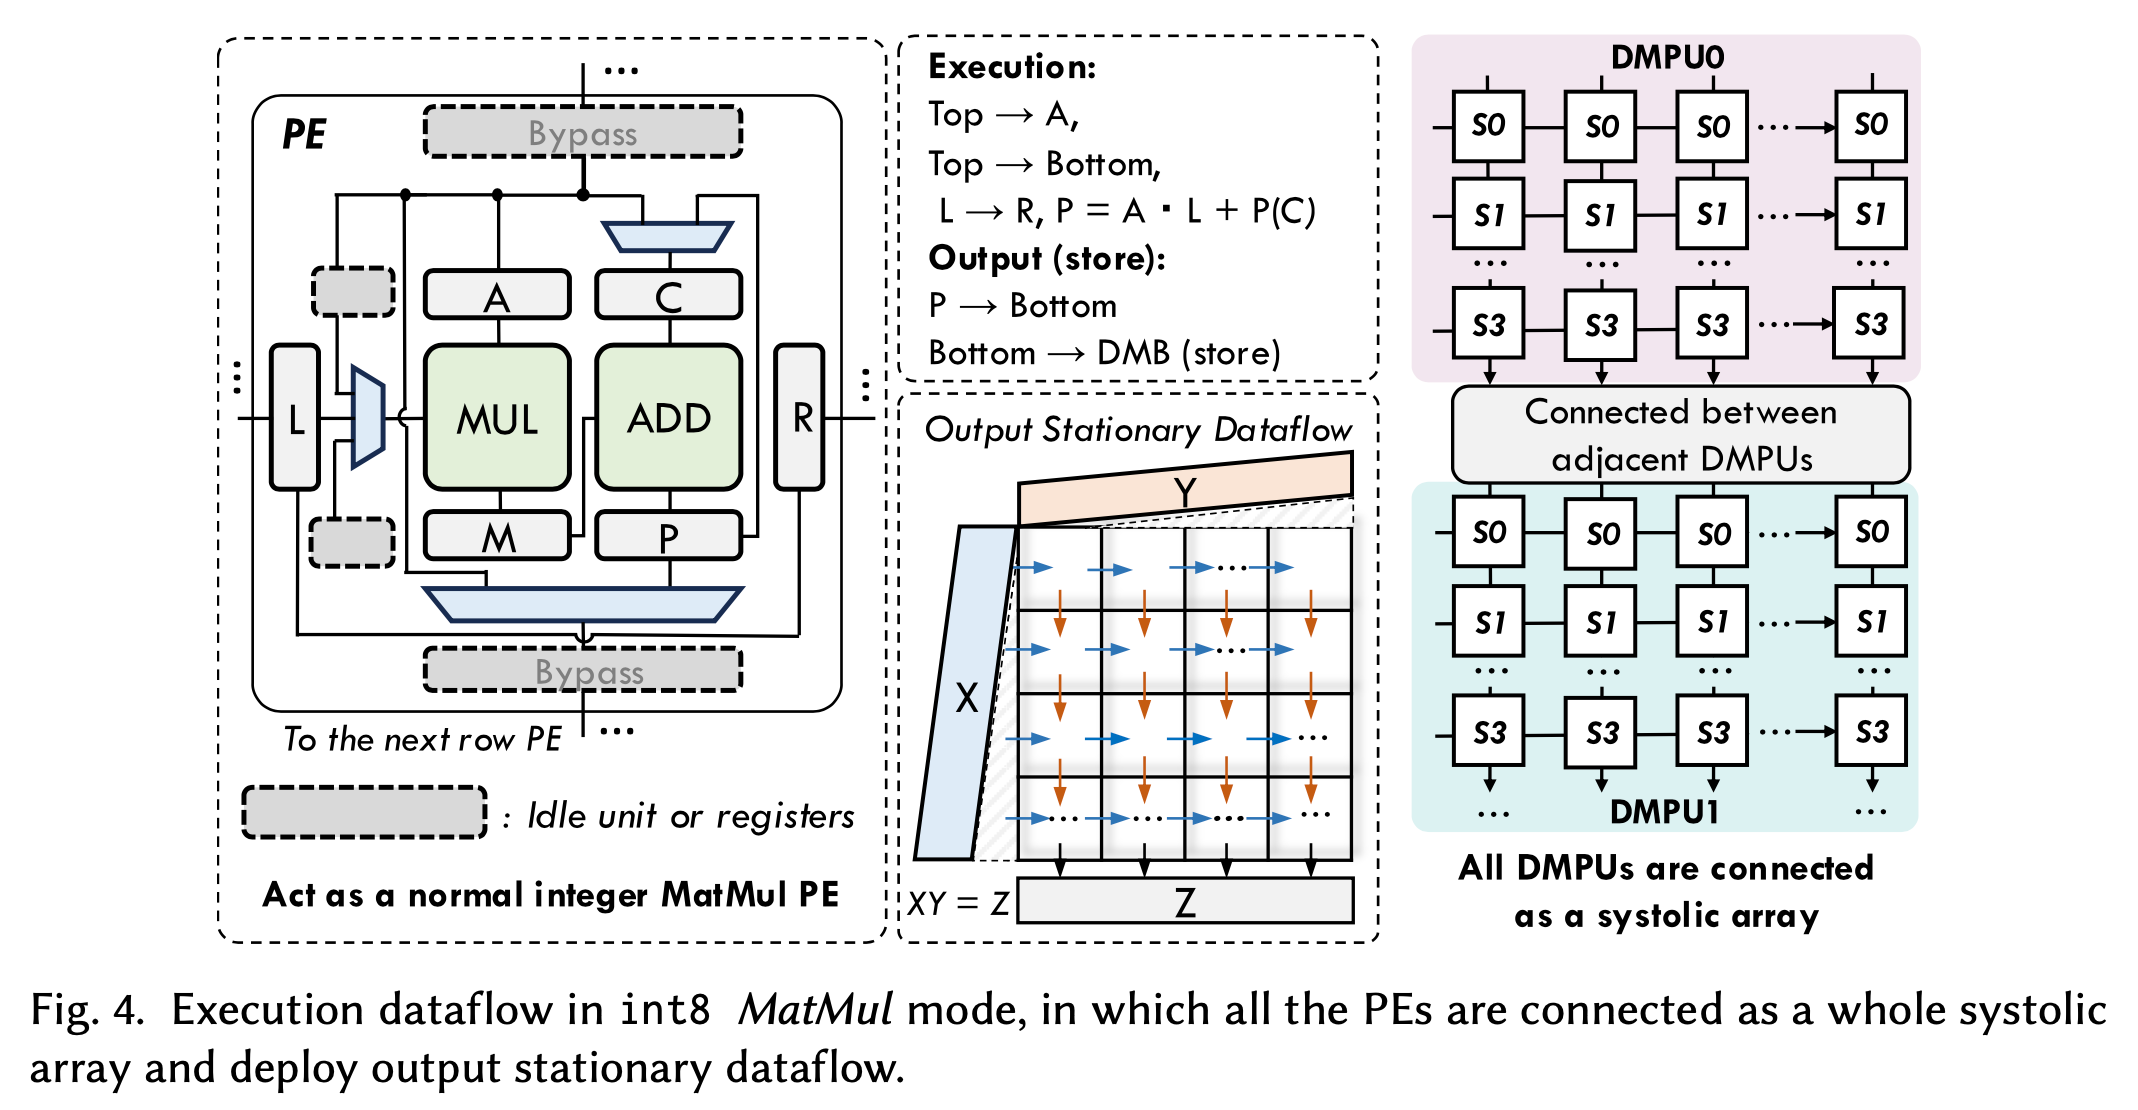 ...
PE
Bypass
A
C
L
MUL
ADD
R
M
P
Bypass
To the next row PE
...
: Idle unit or registers
Act as a normal integer MatMul PE
Execution:
Top → A,
Top → Bottom,
L → R, P = A · L + P(C)
Output (store):
P → Bottom
Bottom → DMB (store)
Output Stationary Dataflow
Y
X
XY = Z
Z
DMPU0
S0 S0 S0 ... S0
S1 S1 S1 ... S1
... ... ... ...
S3 S3 S3 ... S3
Connected between
adjacent DMPUs
S0 S0 S0 ... S0
S1 S1 S1 ... S1
... ... ... ...
S3 S3 S3 ... S3
... DMPU1 ...
All DMPUs are connected
as a systolic array
Fig. 4. Execution dataflow in int8 MatMul mode, in which all the PEs are connected as a whole systolic
array and deploy output stationary dataflow.